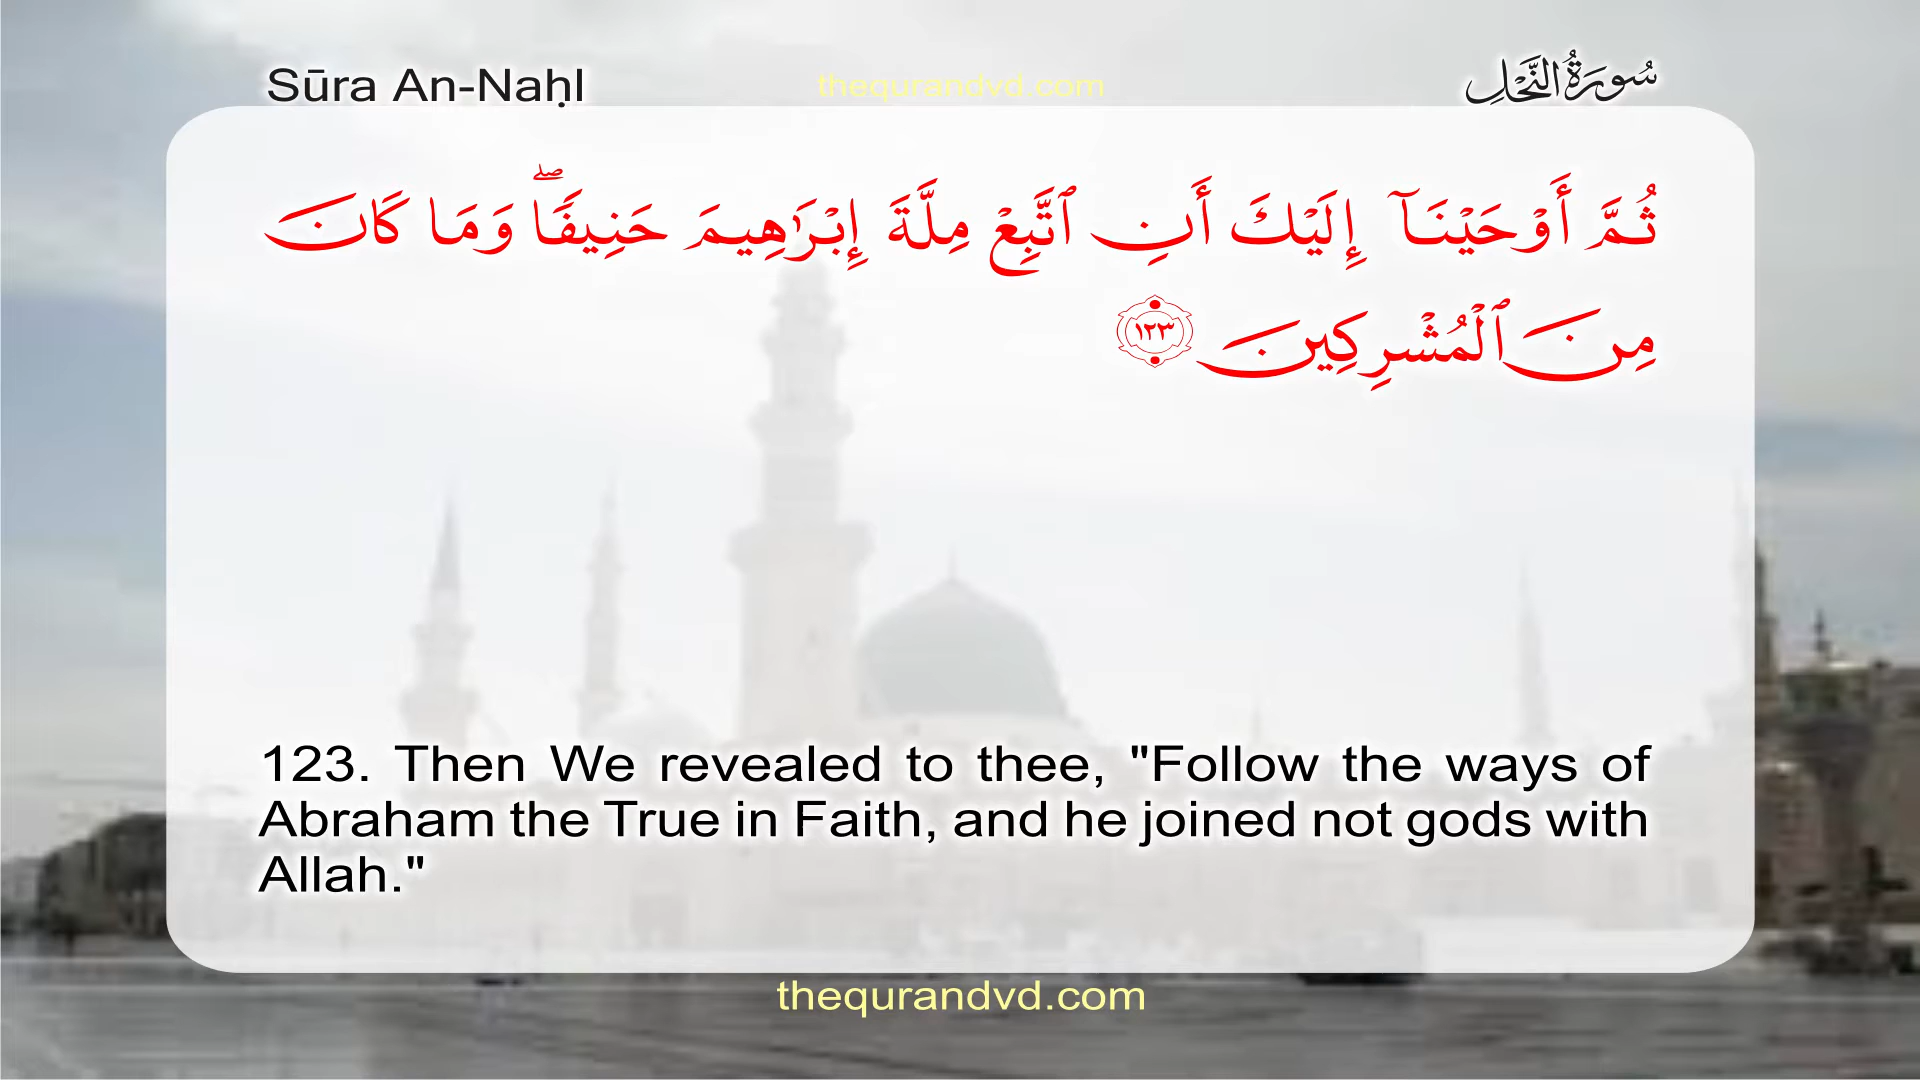 Sūra An-Naḥl
thequrandvd.com
سُورَةُ النَّحۡلِ
ثُمَّ أَوۡحَيۡنَآ إِلَيۡكَ أَنِ ٱتَّبِعۡ مِلَّةَ إِبۡرَٰهِيمَ حَنِيفٗاۖ وَمَا كَانَ
مِنَ ٱلۡمُشۡرِكِينَ ١٢٣
123. Then We revealed to thee, "Follow the ways of
Abraham the True in Faith, and he joined not gods with
Allah."
thequrandvd.com